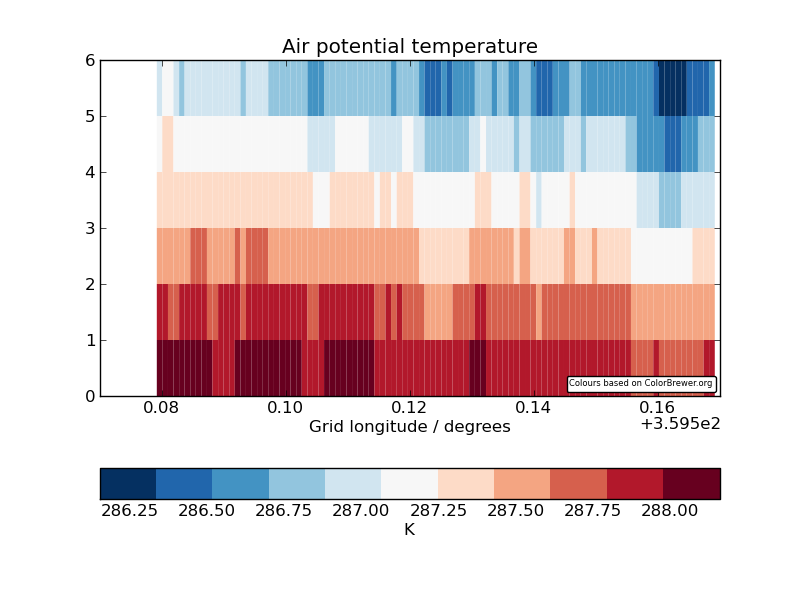 Air potential temperature
6
5
4
3
2
1
0
Colours based on ColorBrewer.org
0.08 0.10 0.12 0.14 0.16
Grid longitude / degrees
+3.595e2
286.25 286.50 286.75 287.00 287.25 287.50 287.75 288.00
K